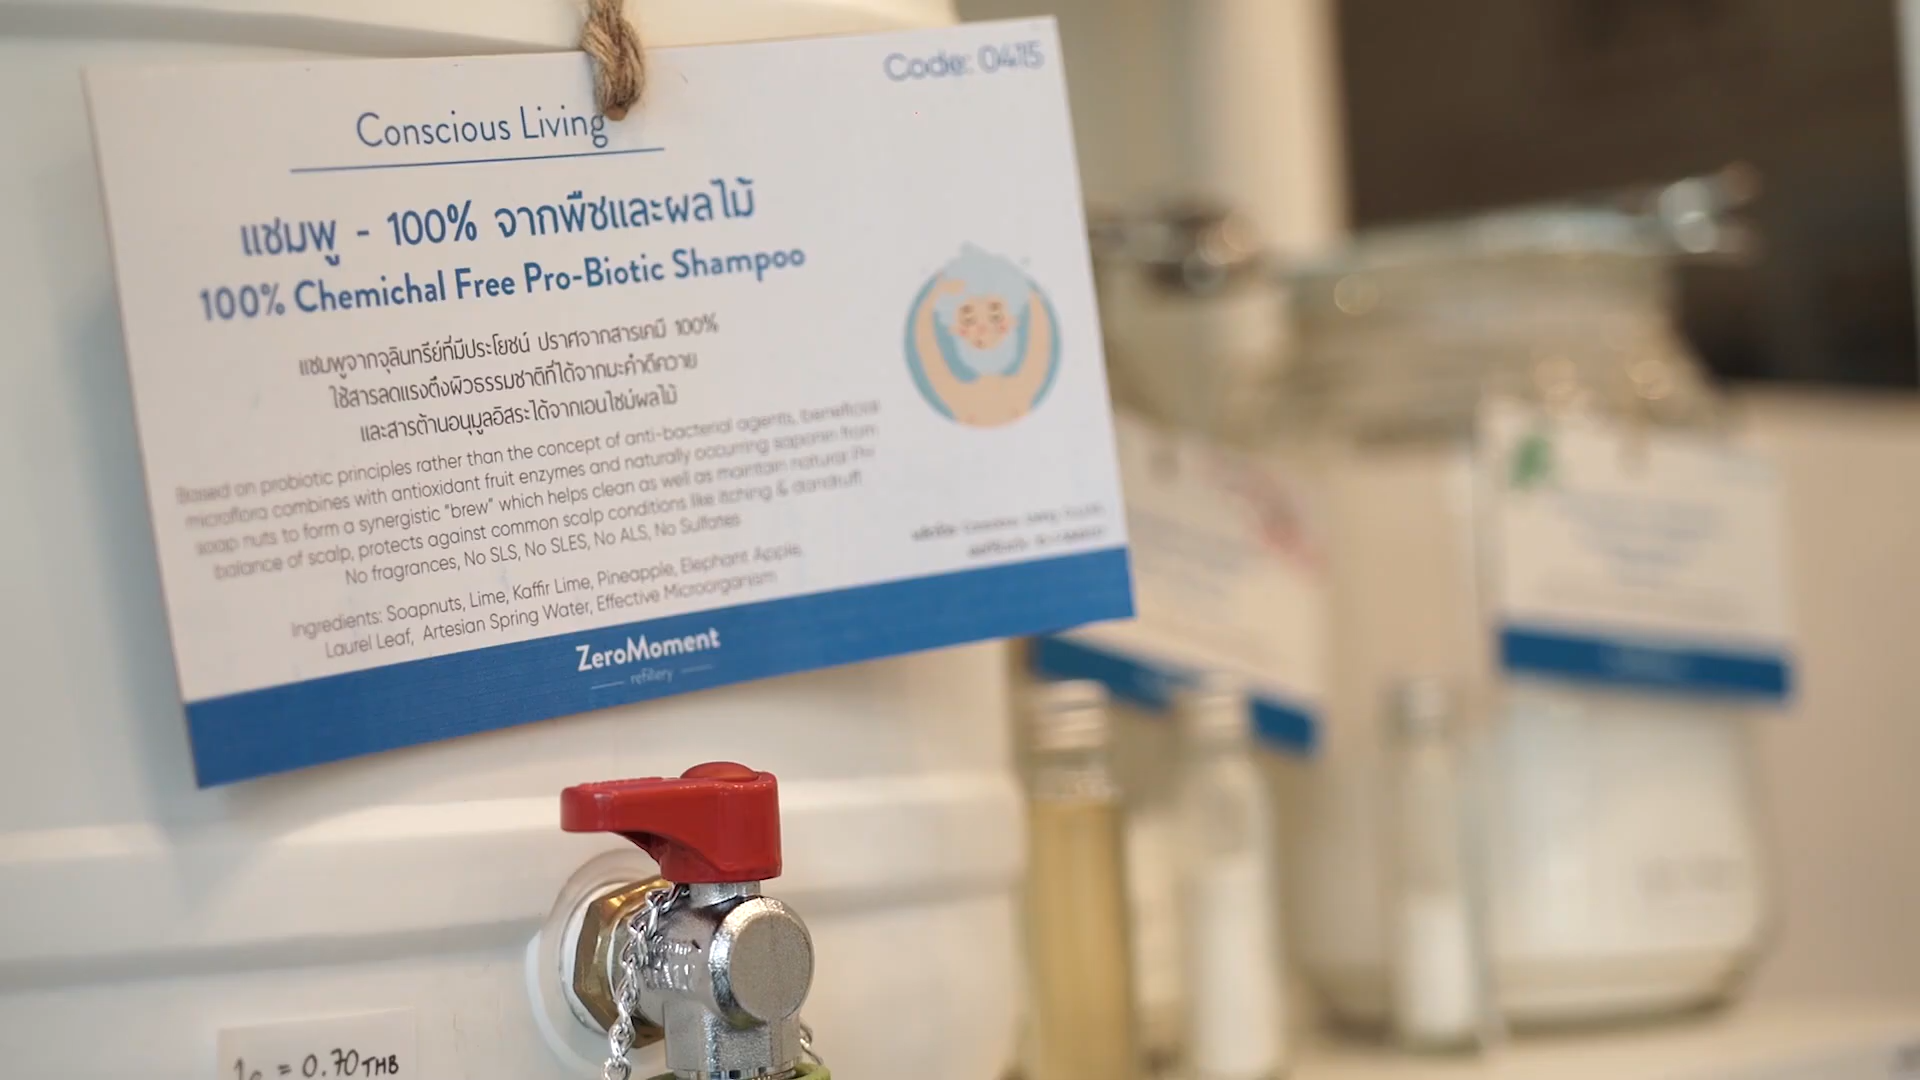 Code: 0415
Conscious Living
แชมพู - 100% จากพืชและผลไม้
100% Chemichal Free Pro-Biotic Shampoo
แชมพูจากจุลินทรีย์ที่มีประโยชน์ ปราศจากสารเคมี 100%
ใช้สารลดแรงตึงผิวธรรมชาติที่ได้จากมะคำดีควาย
และสารต้านอนุมูลอิสระได้จากเอนไซม์ผลไม้
Based on probiotic principles rather than the concept of anti-bacterial agents, beneficial
microflora combines with antioxidant fruit enzymes and naturally occurring saponin from
soap nuts to form a synergistic "brew" which helps clean as well as maintain natural PH
balance of scalp, protects against common scalp conditions like itching & dandruff.
No fragrances, No SLS, No SLES, No ALS, No Sulfates
Ingredients: Soapnuts, Lime, Kaffir Lime, Pineapple, Elephant Apple,
Laurel Leaf, Artesian Spring Water, Effective Microorganism
ZeroMoment
refillery
= 0.70 THB